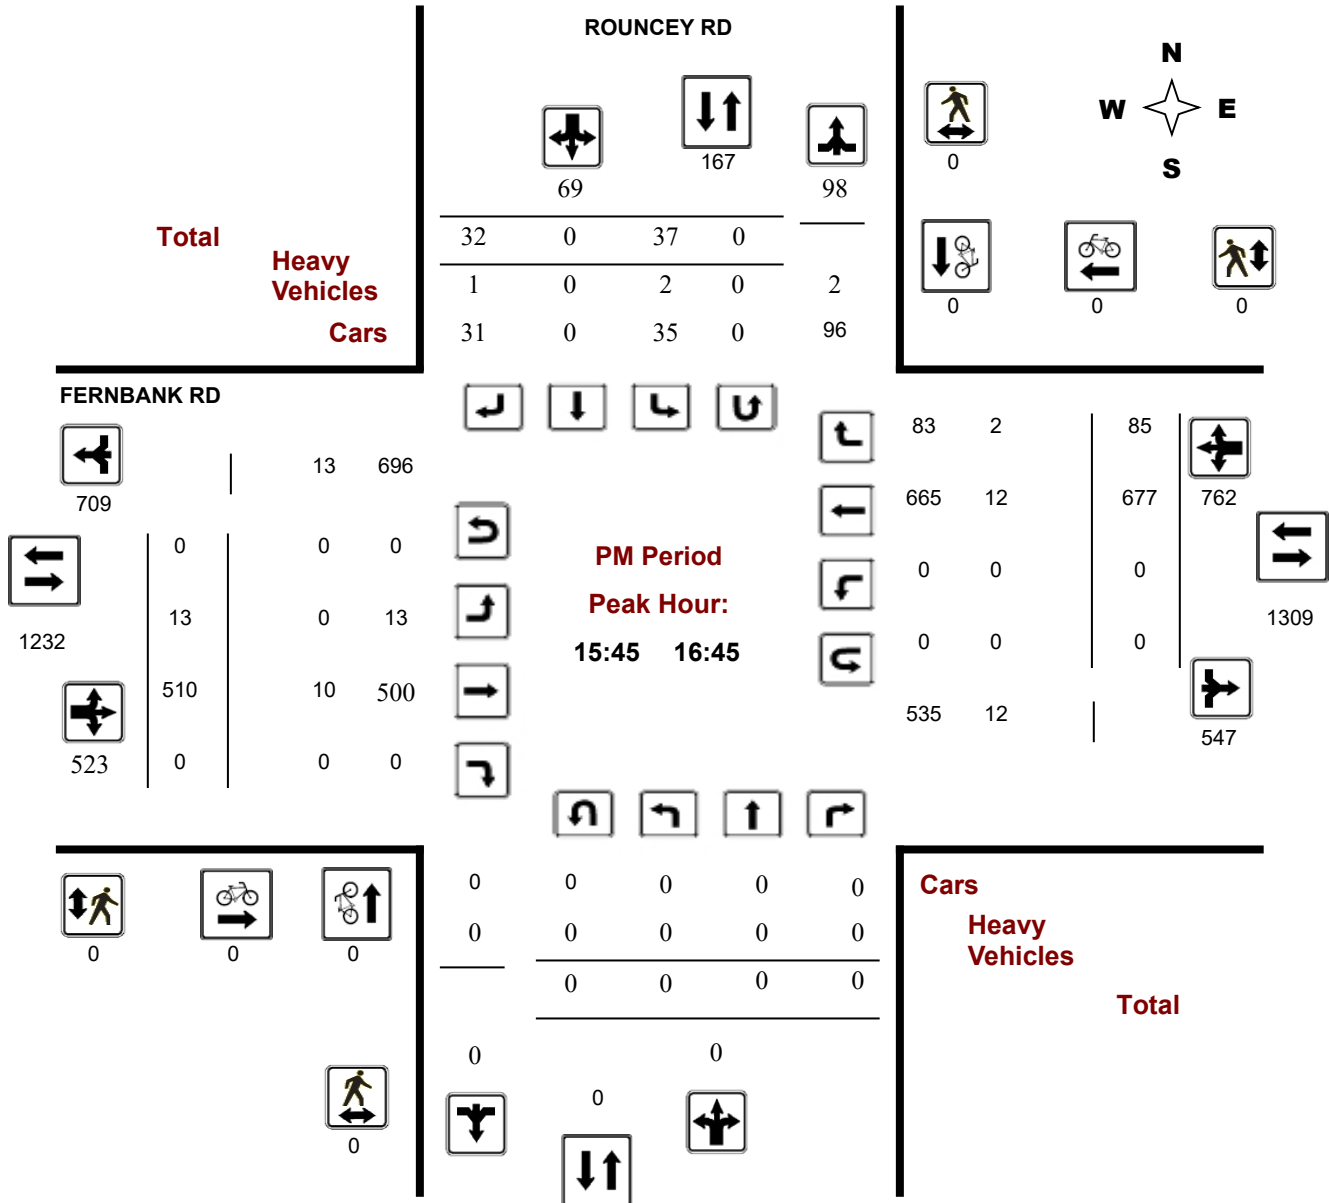 ROUNCEY RD
N
W E
S
167
0
69
98
Total
32 0 37 0
Heavy
Vehicles
1 0 2 0 2
Cars
31 0 35 0 96
0 0 0
FERNBANK RD
83 2 85
13 696
709
665 12 677 762
0 0 0
PM Period
0 0 0
Peak Hour:
13 0 13
1232
1309
15:45 16:45
0 0 0
510 10 500
535 12
547
523 0 0 0
0 0 0 0 0
Cars
0 0 0 0 0
Heavy
Vehicles
0 0 0
0 0 0 0
Total
0 0
0
0